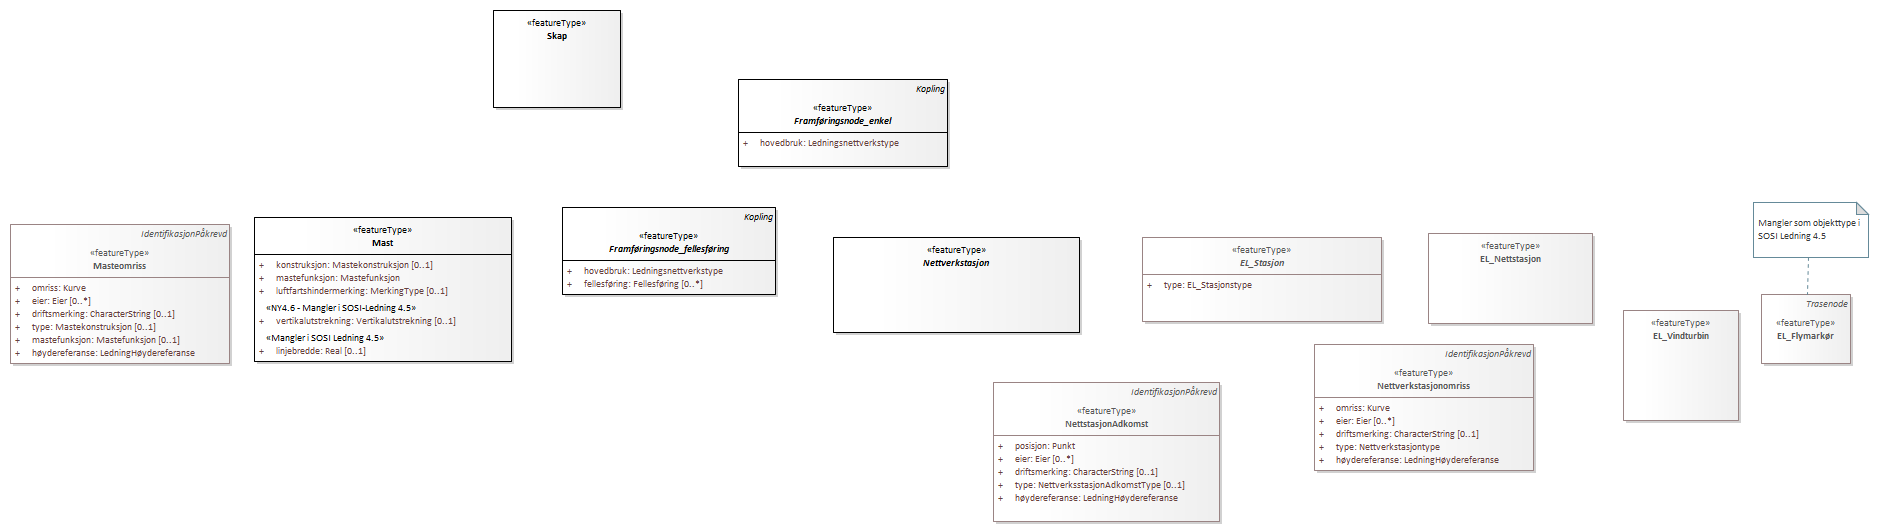 «featureType»
Skap
Kopling
«featureType»
Framføringsnode_enkel
+ hovedbruk: Ledningsnettverkstype
IdentifikasjonPåkrevd
«featureType»
Masteomriss
+ omriss: Kurve
+ eier: Eier [0..*]
+ driftsmerking: CharacterString [0..1]
+ type: Mastekonstruksjon [0..1]
+ mastefunksjon: Mastefunksjon [0..1]
+ høydereferanse: LedningHøydereferanse
«featureType»
Mast
+ konstruksjon: Mastekonstruksjon [0..1]
+ mastefunksjon: Mastefunksjon
+ luftfartshindermerking: MerkingType [0..1]
«NY4.6 - Mangler i SOSI-Ledning 4.5»
+ vertikalutstrekning: Vertikalutstrekning [0..1]
«Mangler i SOSI Ledning 4.5»
+ linjebredde: Real [0..1]
Kopling
«featureType»
Framføringsnode_fellesføring
+ hovedbruk: Ledningsnettverkstype
+ fellesføring: Fellesføring [0..*]
«featureType»
Nettverkstasjon
«featureType»
EL_Stasjon
+ type: EL_Stasjonstype
«featureType»
EL_Nettstasjon
Mangler som objekttype i
SOSI Ledning 4.5
«featureType»
EL_Vindturbin
Trasenode
«featureType»
EL_Flymarkør
IdentifikasjonPåkrevd
«featureType»
Nettverkstasjonomriss
+ omriss: Kurve
+ eier: Eier [0..*]
+ driftsmerking: CharacterString [0..1]
+ type: Nettverkstasjontype
+ høydereferanse: LedningHøydereferanse
IdentifikasjonPåkrevd
«featureType»
NettstasjonAdkomst
+ posisjon: Punkt
+ eier: Eier [0..*]
+ driftsmerking: CharacterString [0..1]
+ type: NettverksstasjonAdkomstType [0..1]
+ høydereferanse: LedningHøydereferanse